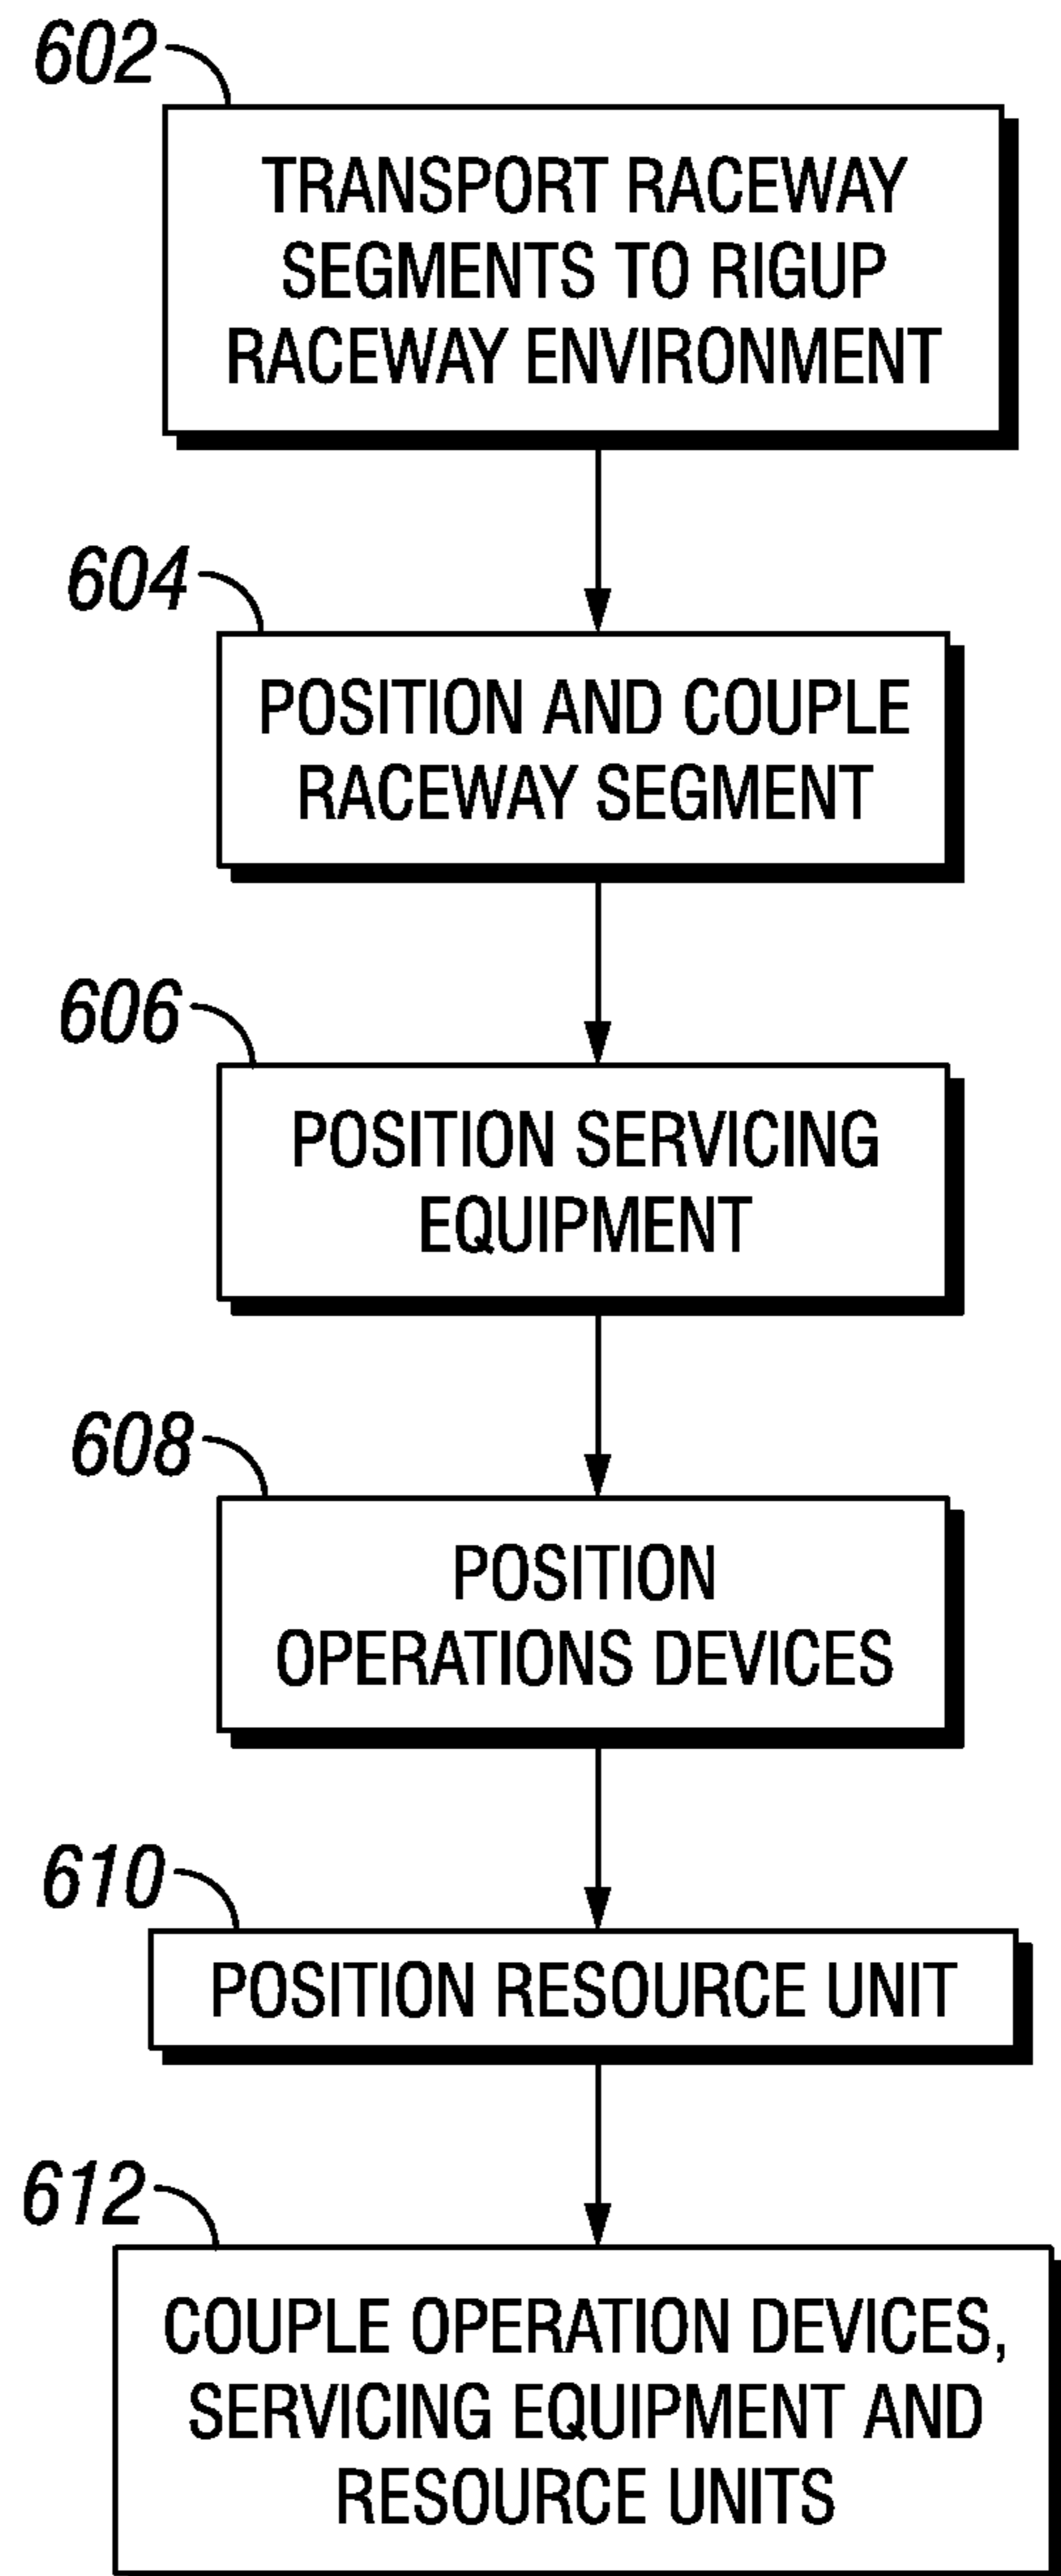 602
TRANSPORT RACEWAY
SEGMENTS TO RIGUP
RACEWAY ENVIRONMENT
604
POSITION AND COUPLE
RACEWAY SEGMENT
606
POSITION SERVICING
EQUIPMENT
608
POSITION
OPERATIONS DEVICES
610
POSITION RESOURCE UNIT
612
COUPLE OPERATION DEVICES,
SERVICING EQUIPMENT AND
RESOURCE UNITS